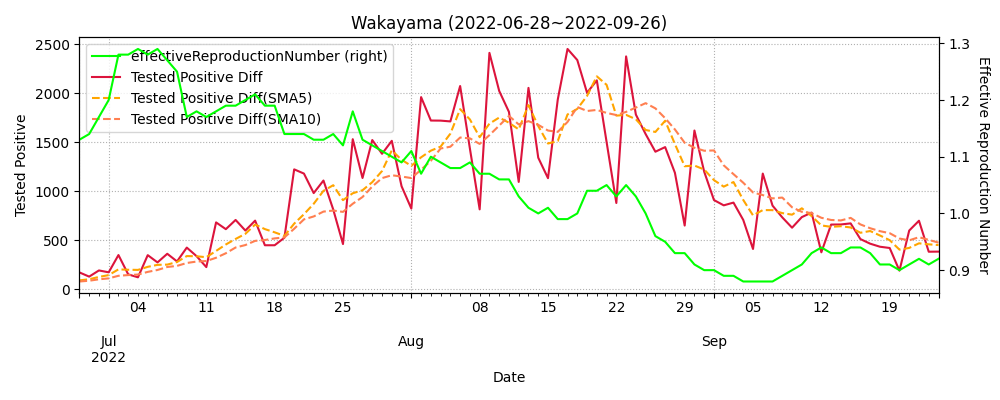 Wakayama (2022-06-28~2022-09-26)
effectiveReproductionNumber (right)
Tested Positive Diff
Tested Positive Diff(SMA5)
Tested Positive Diff(SMA10)
Tested Positive
2500
2000
1500
1000
500
0
1.3
1.2
1.1
1.0
0.9
Effective Reproduction Number
04 11 18 25 08 15 22 29 05 12 19
Jul Aug Sep
2022
Date